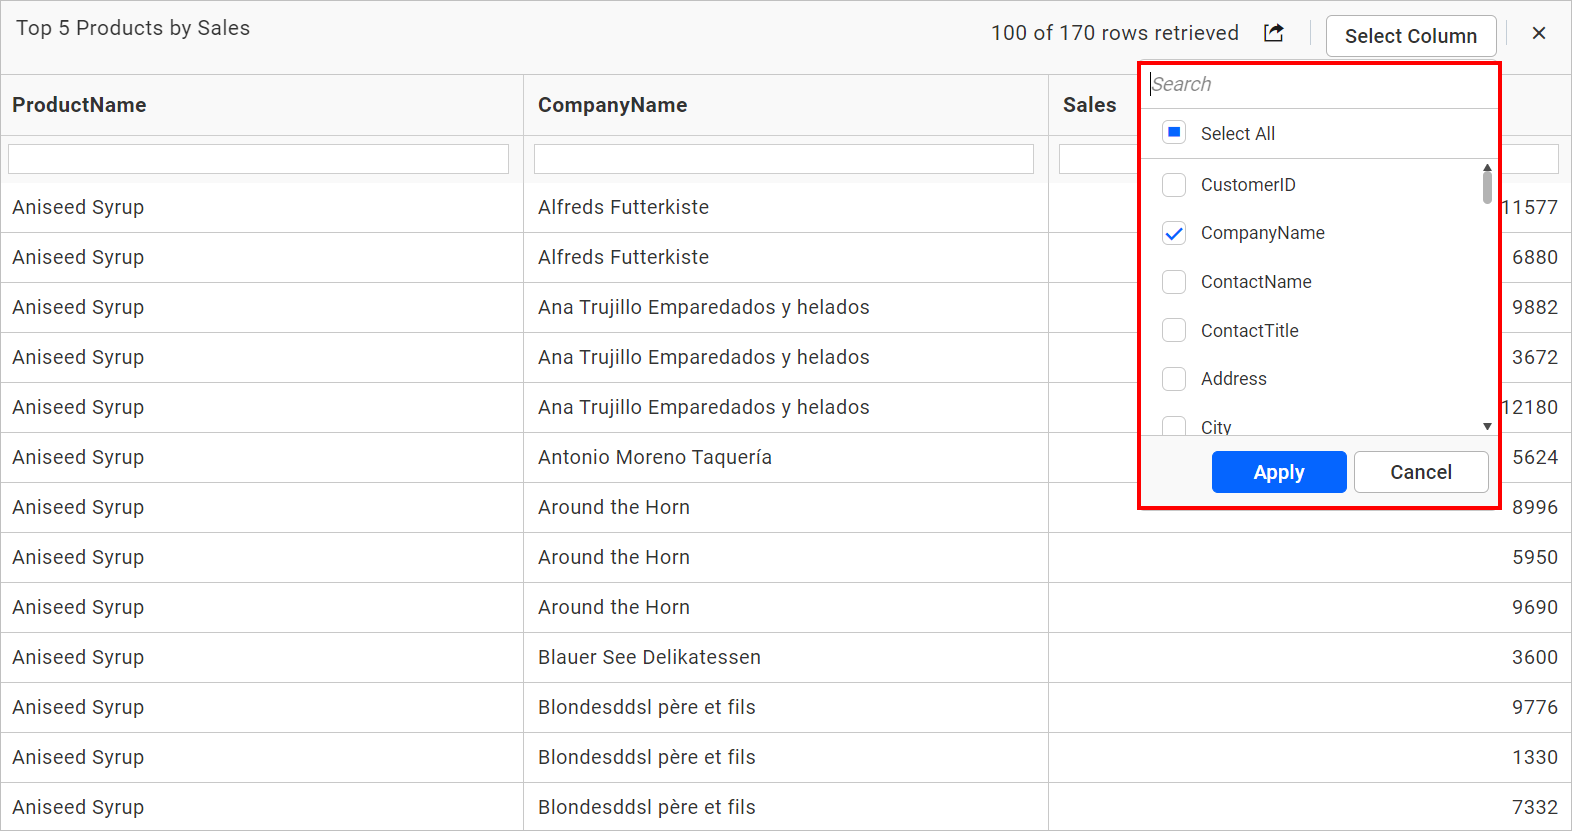 Top 5 Products by Sales
100 of 170 rows retrieved
Select Column
ProductName CompanyName Sales
Search
Select All
CustomerID
CompanyName
ContactName
ContactTitle
Address
City
Apply Cancel
Aniseed Syrup Alfreds Futterkiste 11577
Aniseed Syrup Alfreds Futterkiste 6880
Aniseed Syrup Ana Trujillo Emparedados y helados 9882
Aniseed Syrup Ana Trujillo Emparedados y helados 3672
Aniseed Syrup Ana Trujillo Emparedados y helados 12180
Aniseed Syrup Antonio Moreno Taquería 5624
Aniseed Syrup Around the Horn 8996
Aniseed Syrup Around the Horn 5950
Aniseed Syrup Around the Horn 9690
Aniseed Syrup Blauer See Delikatessen 3600
Aniseed Syrup Blondesddsl père et fils 9776
Aniseed Syrup Blondesddsl père et fils 1330
Aniseed Syrup Blondesddsl père et fils 7332